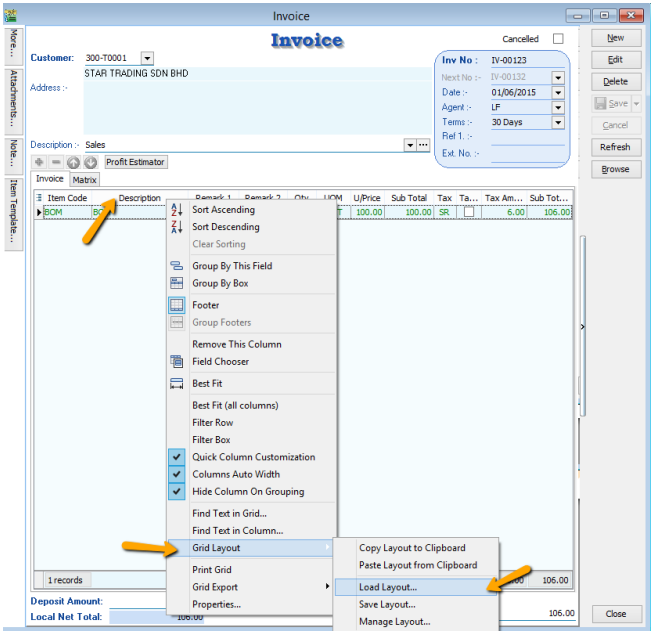 Invoice
More...
Attachments...
Note...
Item Template...
Invoice
Cancelled
Customer: 300-T0001
STAR TRADING SDN BHD
Address :-
Inv No : IV-00123
Next No :- IV-00132
Date :- 01/06/2015
Agent :- LF
Terms :- 30 Days
Ref 1. :-
Ext. No. :-
Description :- Sales
Profit Estimator
Invoice Matrix
Item Code Description Remark 1 Remark 2 Qty UOM U/Price Sub Total Tax Ta... Tax Am... Sub Tot...
BOM 100.00 100.00 SR 6.00 106.00
Sort Ascending
Sort Descending
Clear Sorting
Group By This Field
Group By Box
Footer
Group Footers
Remove This Column
Field Chooser
Best Fit
Best Fit (all columns)
Filter Row
Filter Box
Quick Column Customization
Columns Auto Width
Hide Column On Grouping
Find Text in Grid...
Find Text in Column...
Grid Layout
Print Grid
Grid Export
Properties...
Copy Layout to Clipboard
Paste Layout from Clipboard
Load Layout...
Save Layout...
Manage Layout...
1 records
106.00
Deposit Amount:
Local Net Total: 106.00
106.00
New
Edit
Delete
Save
Cancel
Refresh
Browse
Close